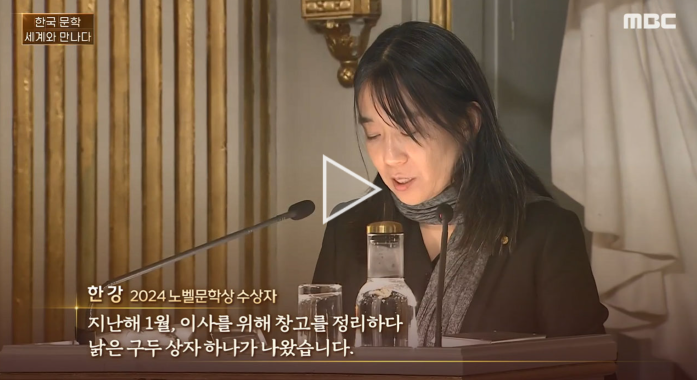 한국 문학
세계와 만나다
MBC
한강 2024 노벨문학상 수상자
지난해 1월, 이사를 위해 창고를 정리하다
낡은 구두 상자 하나가 나왔습니다.